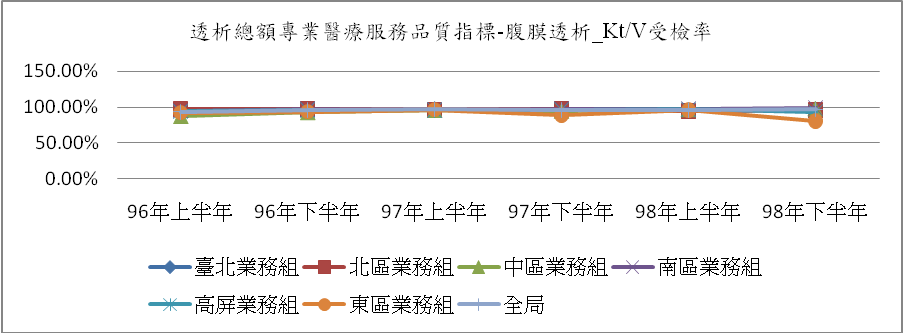 透析總額專業醫療服務品質指標-腹膜透析_Kt/V受檢率
150.00%
100.00%
50.00%
0.00%
96年上半年 96年下半年 97年上半年 97年下半年 98年上半年 98年下半年
臺北業務組 北區業務組 中區業務組 南區業務組
高屏業務組 東區業務組 全局